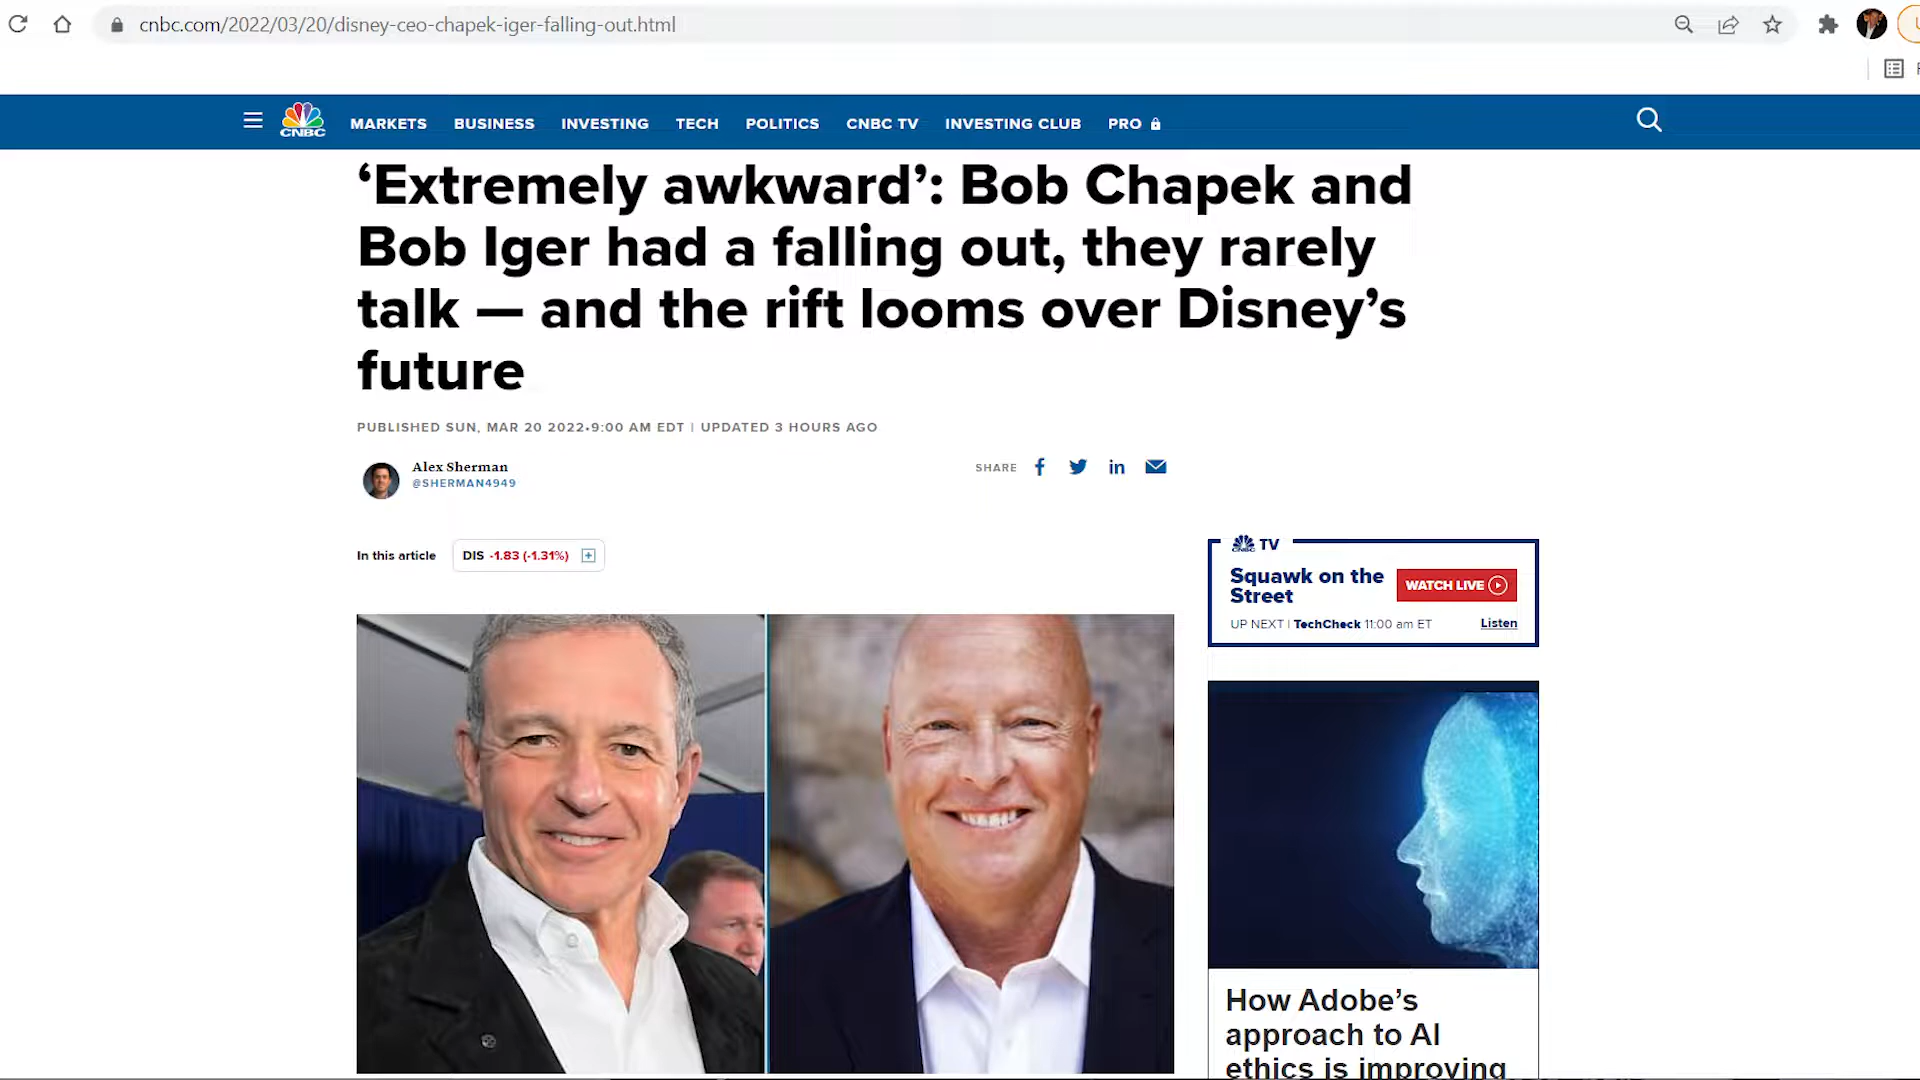 cnbc.com/2022/03/20/disney-ceo-chapek-iger-falling-out.html
CNBC
MARKETS BUSINESS INVESTING TECH POLITICS CNBC TV INVESTING CLUB PRO
‘Extremely awkward’: Bob Chapek and
Bob Iger had a falling out, they rarely
talk — and the rift looms over Disney’s
future
PUBLISHED SUN, MAR 20 2022•9:00 AM EDT | UPDATED 3 HOURS AGO
Alex Sherman
@SHERMAN4949
SHARE
In this article
DIS -1.83 (-1.31%)
CNBC TV
Squawk on the
Street
WATCH LIVE
UP NEXT | TechCheck 11:00 am ET
Listen
How Adobe’s
approach to AI
ethics is improving